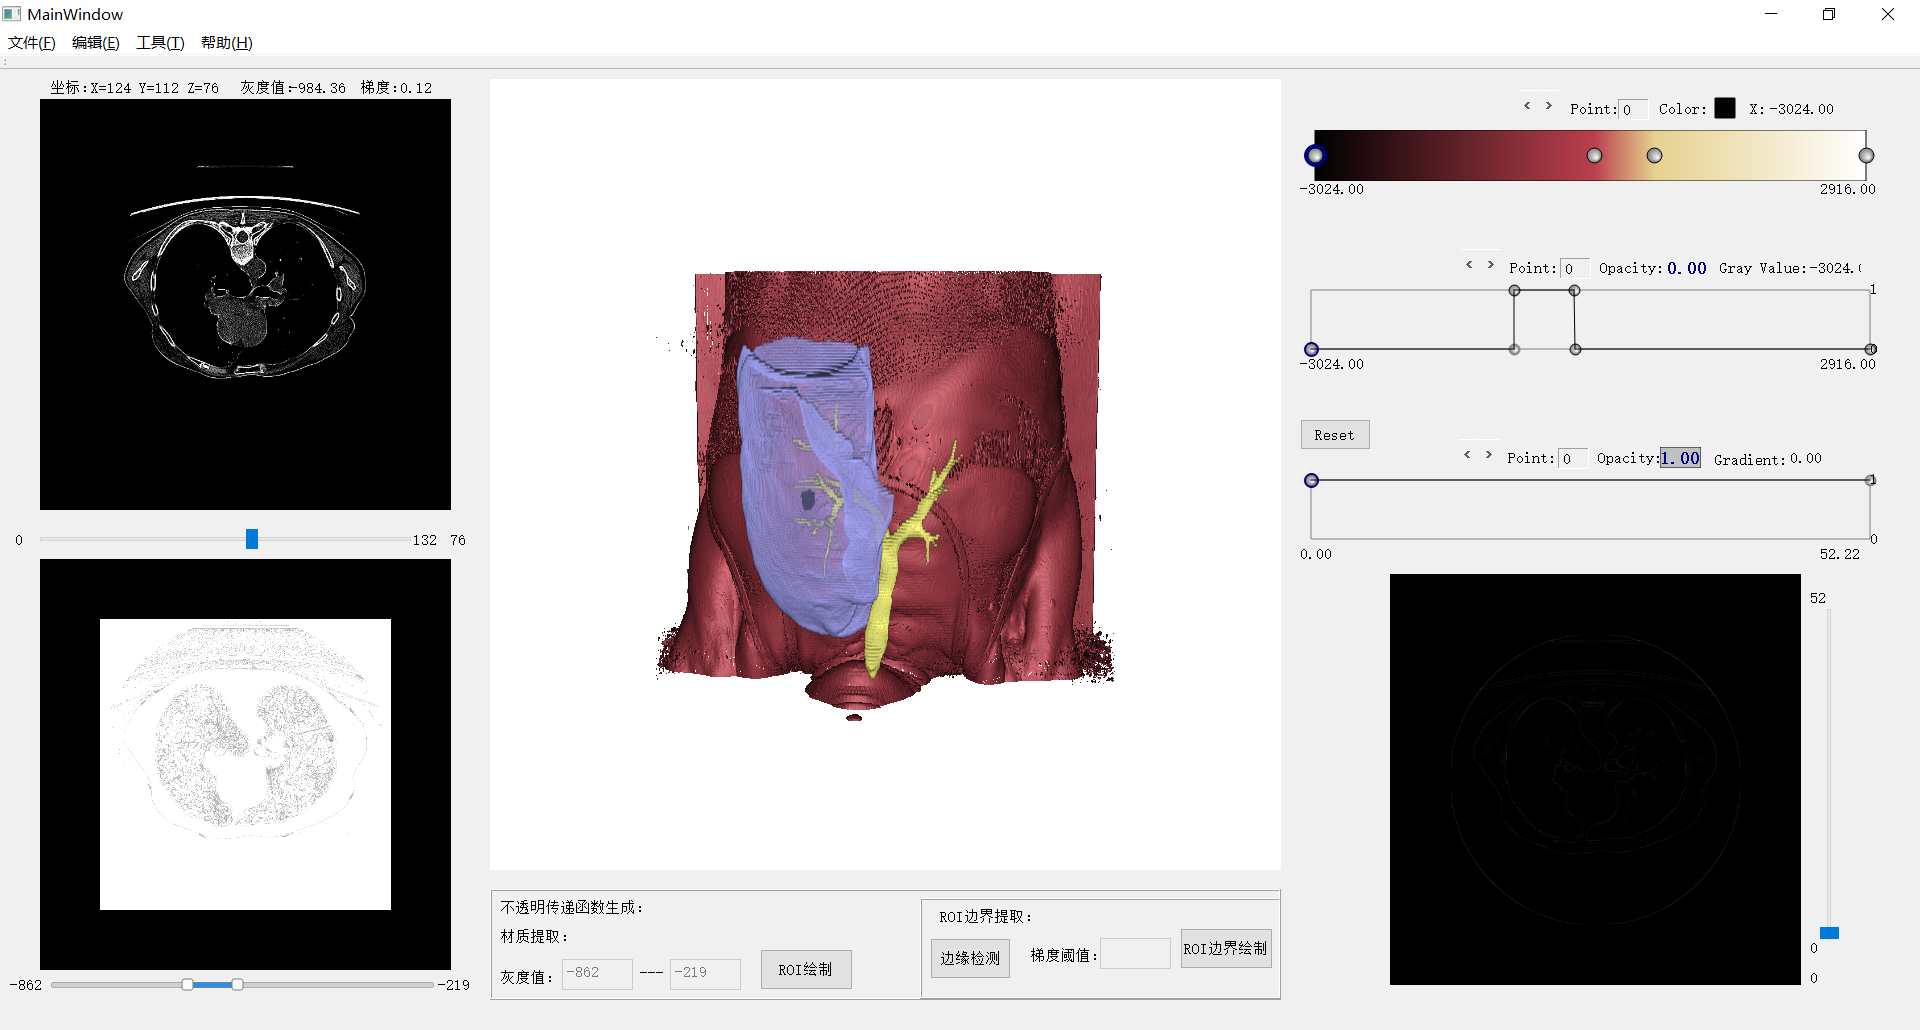 MainWindow
文件(F) 编辑(E) 工具(T) 帮助(H)
坐标:X=124 Y=112 Z=76 灰度值:-984.36 梯度:0.12
0 132 76
-862 -219
不透明传递函数生成:
材质提取:
灰度值: -862 --- -219 ROI绘制
ROI边界提取:
边缘检测 梯度阈值: ROI边界绘制
< > Point: 0 Color: X: -3024.00
-3024.00 2916.00
< > Point: 0 Opacity: 0.00 Gray Value:-3024.
1
0
-3024.00 2916.00
Reset
< > Point: 0 Opacity: 1.00 Gradient: 0.00
1
0
0.00 52.22
52
0
0